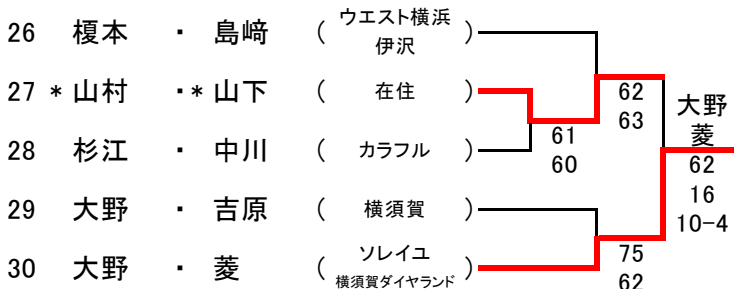 26 榎本 ・ 島﨑 ( ウエスト横浜 伊沢 )
27 * 山村 ・* 山下 ( 在住 )
28 杉江 ・ 中川 ( カラフル )
29 大野 ・ 吉原 ( 横須賀 )
30 大野 ・ 菱 ( ソレイユ 横須賀ダイヤランド )
61
60
62
63
75
62
大野
菱
62
16
10-4